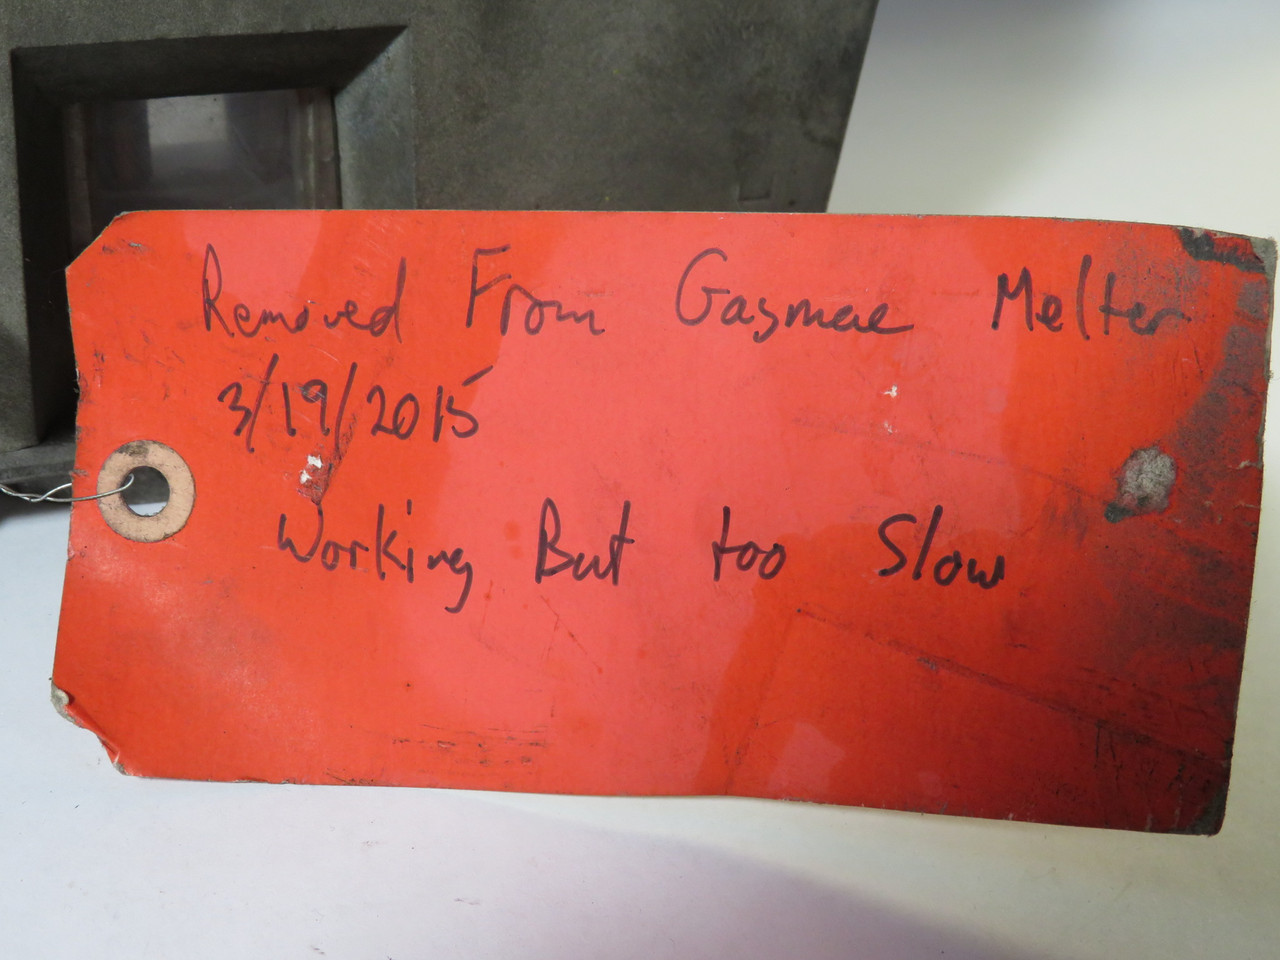 Removed From Gasmac Melter
3/19/2015
Working But too Slow